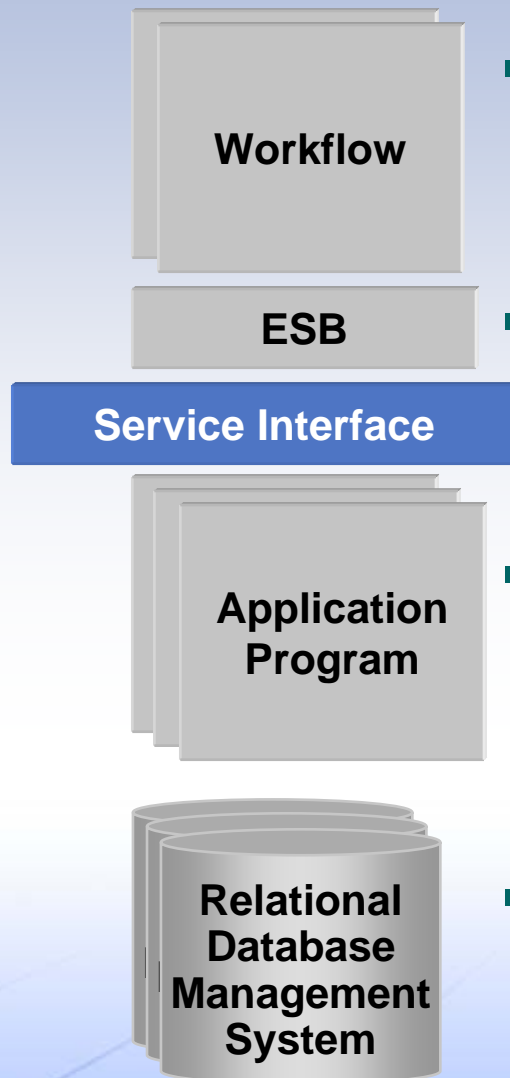 Workflow
ESB
Service Interface
Application
Program
Relational
Database
Management
System